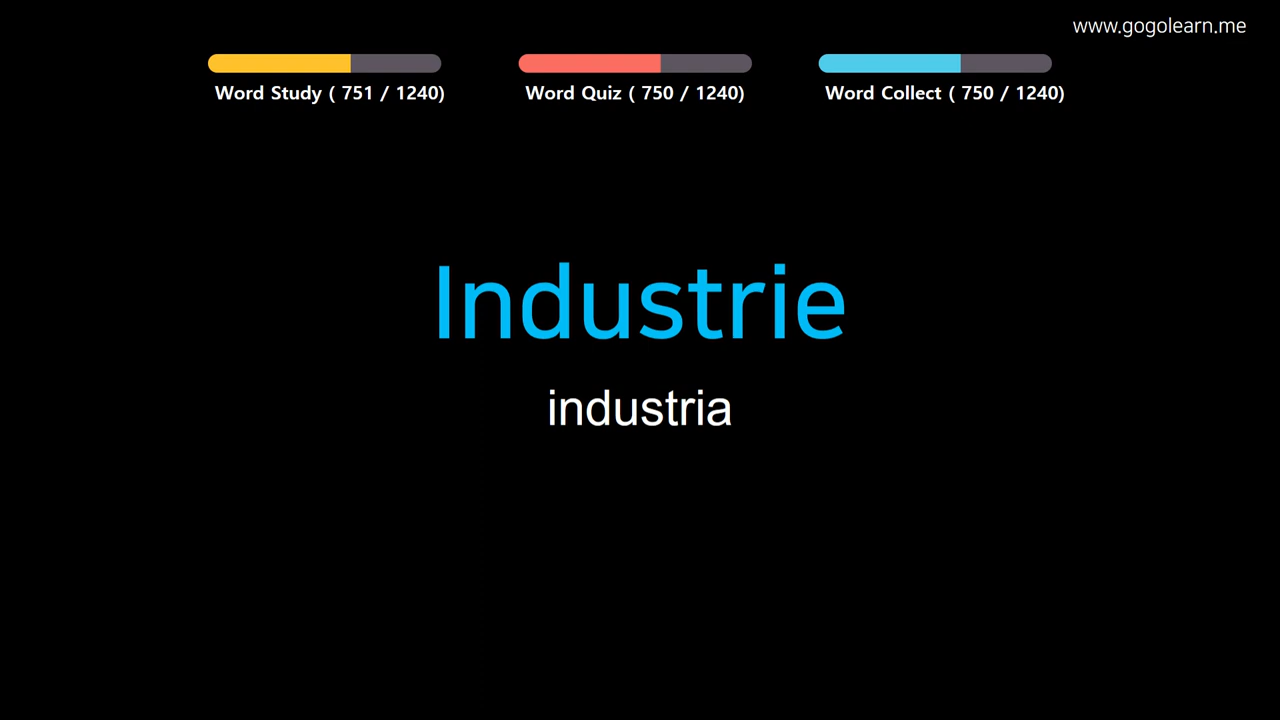 www.gogolearn.me
Word Study ( 751 / 1240)
Word Quiz ( 750 / 1240)
Word Collect ( 750 / 1240)
Industrie
industria